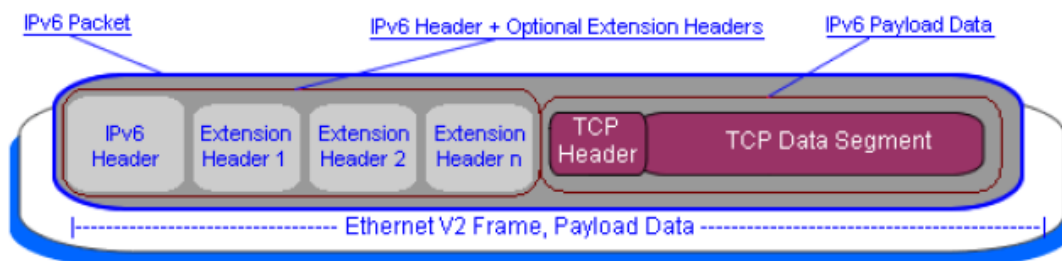 IPv6 Packet
IPv6 Header + Optional Extension Headers
IPv6 Payload Data
IPv6
Header
Extension
Header 1
Extension
Header 2
Extension
Header n
TCP
Header
TCP Data Segment
Ethernet V2 Frame, Payload Data